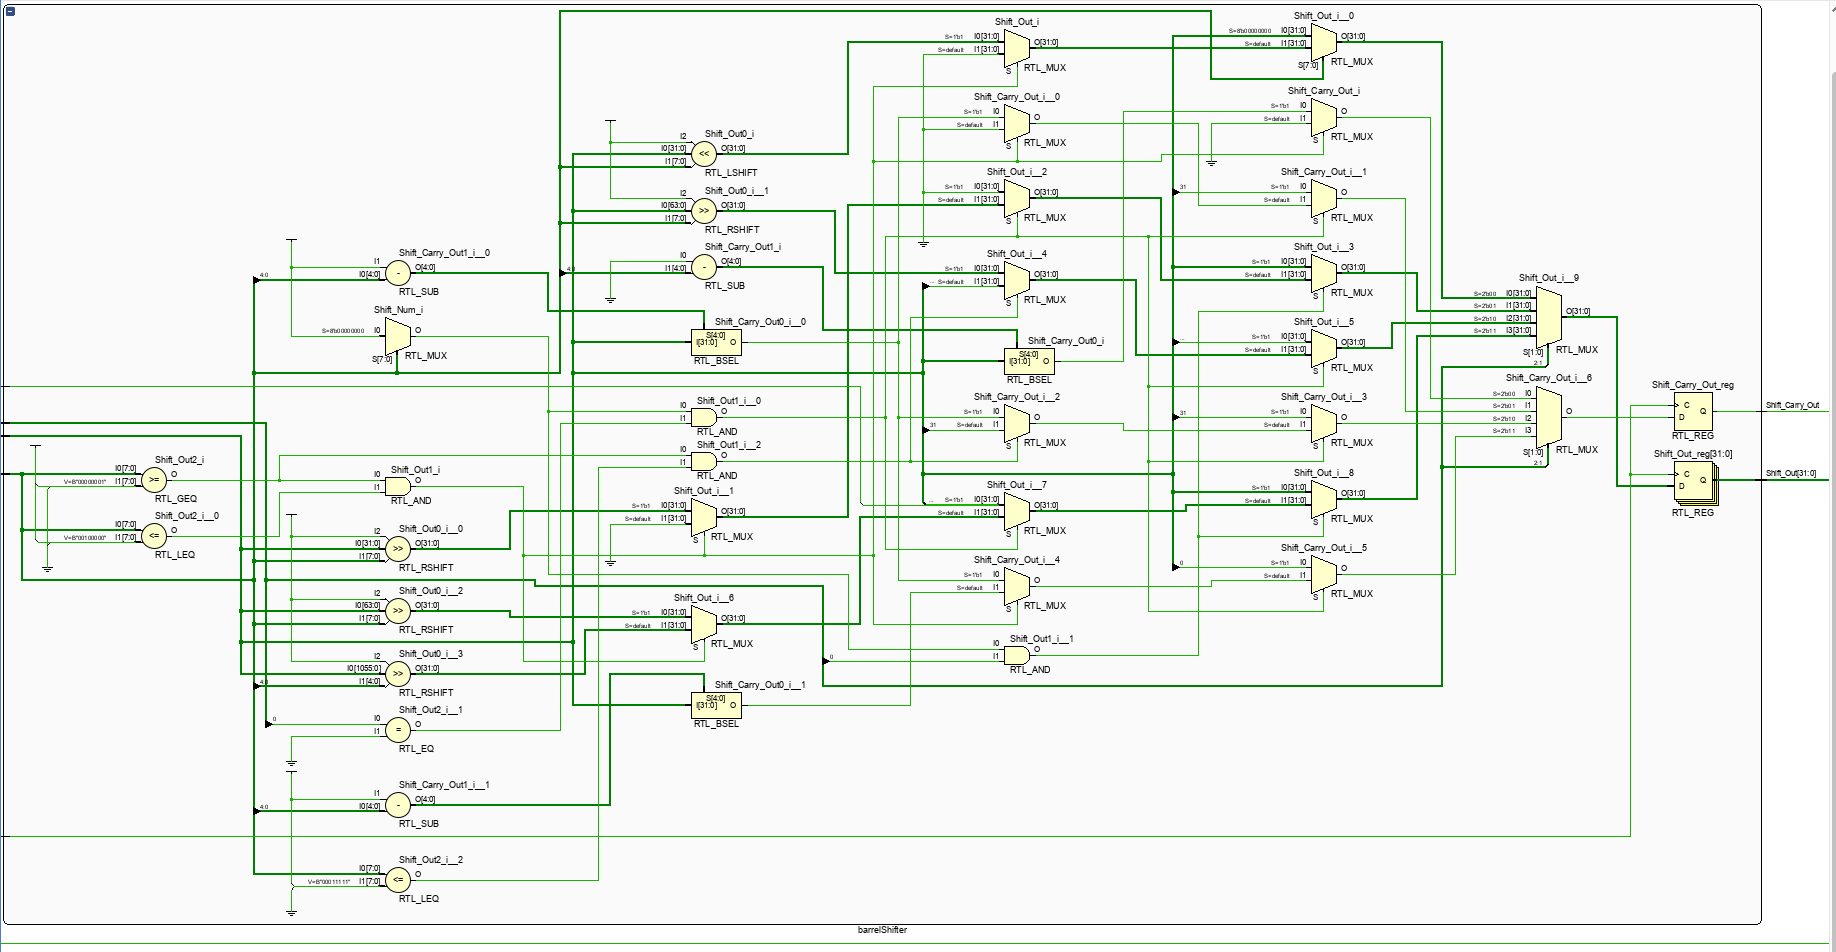 Shift_Out_i
S=1'b1 I0[31:0]
S=default I1[31:0]
O[31:0]
S
RTL_MUX
Shift_Out_i__0
S=8'b00000000 I0[31:0]
S=default I1[31:0]
O[31:0]
S[7:0]
RTL_MUX
Shift_Carry_Out_i__0
S=1'b1 I0
S=default I1
O
S
RTL_MUX
Shift_Carry_Out_i
S=1'b1 I0
S=default I1
O
S
RTL_MUX
Shift_Out0_i
I2
I0[31:0]
I1[7:0]
O[31:0]
<<
RTL_LSHIFT
Shift_Out0_i__1
I2
I0[63:0]
I1[7:0]
O[31:0]
>>
RTL_RSHIFT
Shift_Out_i__2
S=1'b1 I0[31:0]
S=default I1[31:0]
O[31:0]
S
RTL_MUX
31
Shift_Carry_Out_i__1
S=1'b1 I0
S=default I1
O
S
RTL_MUX
4:0
Shift_Carry_Out1_i__0
I1
I0[4:0]
O[4:0]
-
RTL_SUB
4:0
Shift_Carry_Out1_i
I0
I1[4:0]
O[4:0]
-
RTL_SUB
Shift_Out_i__4
S=1'b1 I0[31:0]
S=default I1[31:0]
O[31:0]
S
RTL_MUX
Shift_Out_i__3
S=1'b1 I0[31:0]
S=default I1[31:0]
O[31:0]
S
RTL_MUX
Shift_Out_i__9
S=2'b00 I0[31:0]
S=2'b01 I1[31:0]
S=2'b10 I2[31:0]
S=2'b11 I3[31:0]
O[31:0]
S[1:0]
2:1
RTL_MUX
Shift_Num_i
S=8'b00000000 I0
O
S[7:0]
RTL_MUX
Shift_Carry_Out0_i__0
S[4:0]
I[31:0] O
RTL_BSEL
Shift_Carry_Out0_i
S[4:0]
I[31:0] O
RTL_BSEL
Shift_Out_i__5
S=1'b1 I0[31:0]
S=default I1[31:0]
O[31:0]
S
RTL_MUX
Shift_Out1_i__0
I0
I1
O
RTL_AND
Shift_Out1_i__2
I0
I1
O
RTL_AND
31
Shift_Carry_Out_i__2
S=1'b1 I0
S=default I1
O
S
RTL_MUX
31
Shift_Carry_Out_i__3
S=1'b1 I0
S=default I1
O
S
RTL_MUX
Shift_Carry_Out_i__6
S=2'b00 I0
S=2'b01 I1
S=2'b10 I2
S=2'b11 I3
O
S[1:0]
2:1
RTL_MUX
Shift_Carry_Out_reg
C
D
Q
RTL_REG
Shift_Carry_Out
Shift_Out_reg[31:0]
C
D
Q
RTL_REG
Shift_Out[31:0]
Shift_Out2_i
I0[7:0]
V=B"00000001" I1[7:0]
O
>=
RTL_GEQ
Shift_Out2_i__0
I0[7:0]
V=B"00100000" I1[7:0]
O
<=
RTL_LEQ
Shift_Out1_i
I0
I1
O
RTL_AND
Shift_Out0_i__0
I2
I0[31:0]
I1[7:0]
O[31:0]
>>
RTL_RSHIFT
Shift_Out_i__1
S=1'b1 I0[31:0]
S=default I1[31:0]
O[31:0]
S
RTL_MUX
Shift_Out_i__7
S=1'b1 I0[31:0]
S=default I1[31:0]
O[31:0]
S
RTL_MUX
Shift_Out_i__8
S=1'b1 I0[31:0]
S=default I1[31:0]
O[31:0]
S
RTL_MUX
Shift_Out0_i__2
I2
I0[63:0]
I1[7:0]
O[31:0]
>>
RTL_RSHIFT
Shift_Out_i__6
S=1'b1 I0[31:0]
S=default I1[31:0]
O[31:0]
S
RTL_MUX
Shift_Carry_Out_i__4
S=1'b1 I0
S=default I1
O
S
RTL_MUX
0
Shift_Carry_Out_i__5
S=1'b1 I0
S=default I1
O
S
RTL_MUX
4:0
Shift_Out0_i__3
I2
I0[1055:0]
I1[4:0]
O[31:0]
>>
RTL_RSHIFT
0
Shift_Out1_i__1
I0
I1
O
RTL_AND
Shift_Carry_Out0_i__1
S[4:0]
I[31:0] O
RTL_BSEL
0
Shift_Out2_i__1
I0
I1
O
=
RTL_EQ
4:0
Shift_Carry_Out1_i__1
I1
I0[4:0]
O[4:0]
-
RTL_SUB
Shift_Out2_i__2
I0[7:0]
V=B"00011111" I1[7:0]
O
<=
RTL_LEQ
barrelShifter